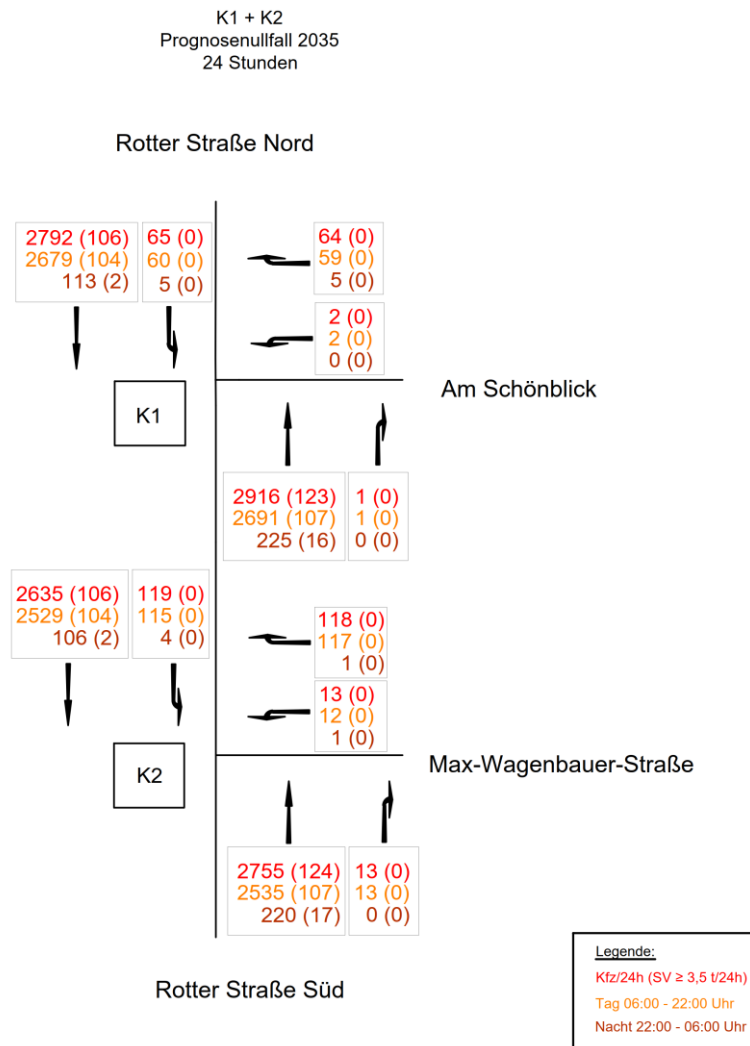 K1 + K2
Prognosenullfall 2035
24 Stunden
Rotter Straße Nord
2792 (106)
2679 (104)
113 (2)
65 (0)
60 (0)
5 (0)
64 (0)
59 (0)
5 (0)
2 (0)
2 (0)
0 (0)
Am Schönblick
K1
2916 (123)
2691 (107)
225 (16)
1 (0)
1 (0)
0 (0)
2635 (106)
2529 (104)
106 (2)
119 (0)
115 (0)
4 (0)
118 (0)
117 (0)
1 (0)
13 (0)
12 (0)
1 (0)
Max-Wagenbauer-Straße
K2
2755 (124)
2535 (107)
220 (17)
13 (0)
13 (0)
0 (0)
Rotter Straße Süd
Legende:
Kfz/24h (SV ≥ 3,5 t/24h)
Tag 06:00 - 22:00 Uhr
Nacht 22:00 - 06:00 Uhr